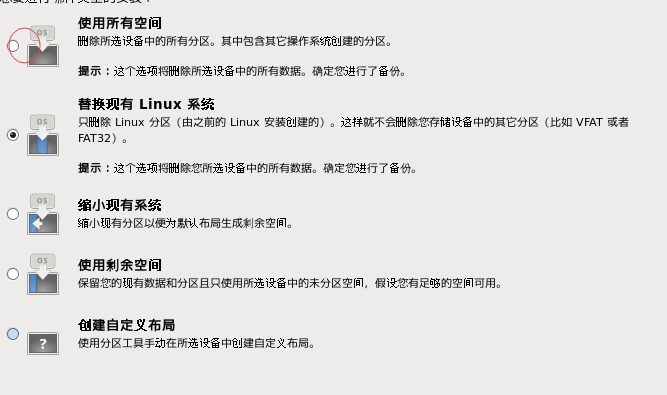 使用所有空间
删除所选设备中的所有分区。其中包含其它操作系统创建的分区。
提示：这个选项将删除所选设备中的所有数据。确定您进行了备份。
替换现有 Linux 系统
只删除 Linux 分区（由之前的 Linux 安装创建的）。这样就不会删除您存储设备中的其它分区（比如 VFAT 或者
FAT32）。
提示：这个选项将删除您所选设备中的所有数据。确定您进行了备份。
缩小现有系统
缩小现有分区以便为默认布局生成剩余空间。
使用剩余空间
保留您的现有数据和分区且只使用所选设备中的未分区空间，假设您有足够的空间可用。
创建自定义布局
使用分区工具手动在所选设备中创建自定义布局。
OS
OS
OS
OS
?